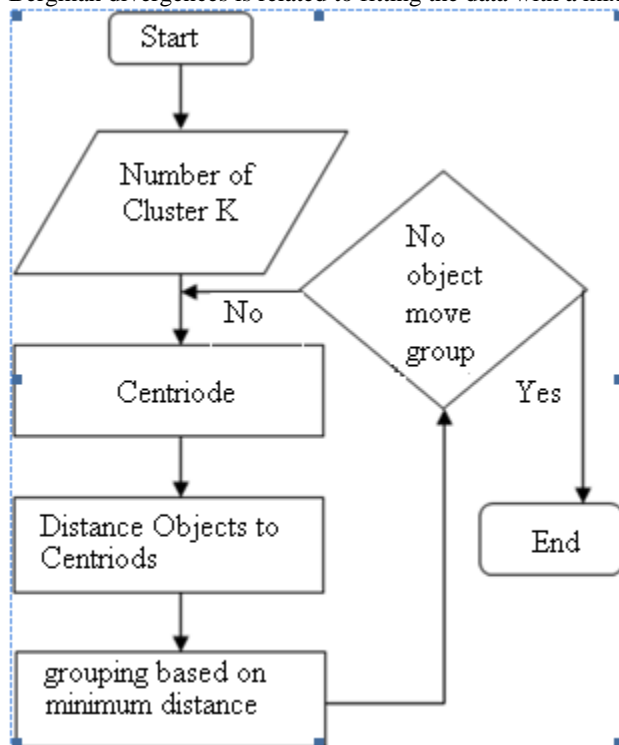 Start
Number of
Cluster K
No
object
move
group
No
Centriode
Yes
Distance Objects to
Centriods
End
grouping based on
minimum distance